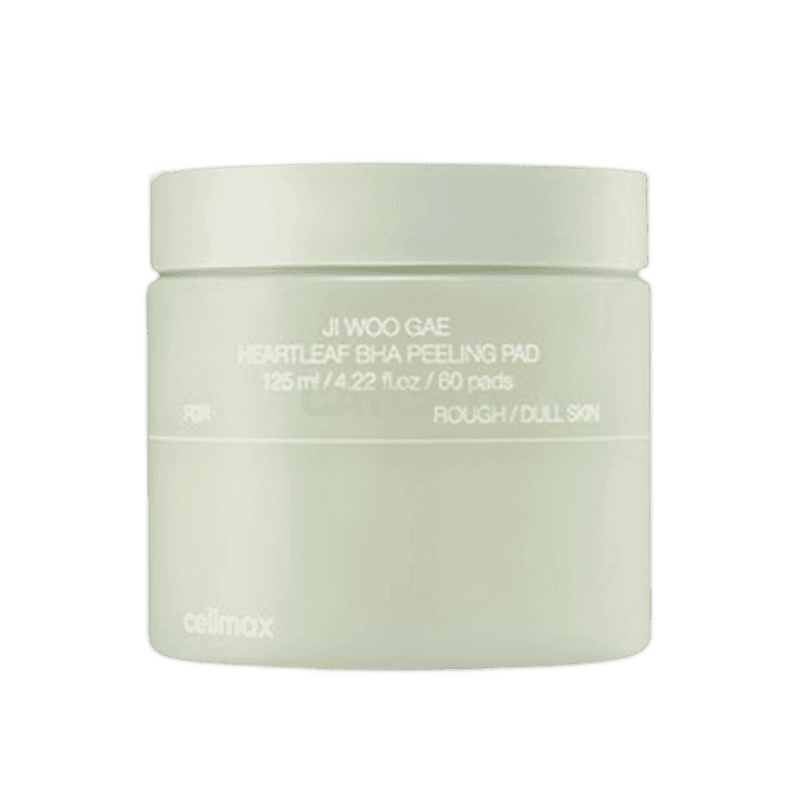 JI WOO GAE
HEARTLEAF BHA PEELING PAD
125 ml / 4.22 fl.oz / 60 pads
FOR ROUGH / DULL SKIN
celimax